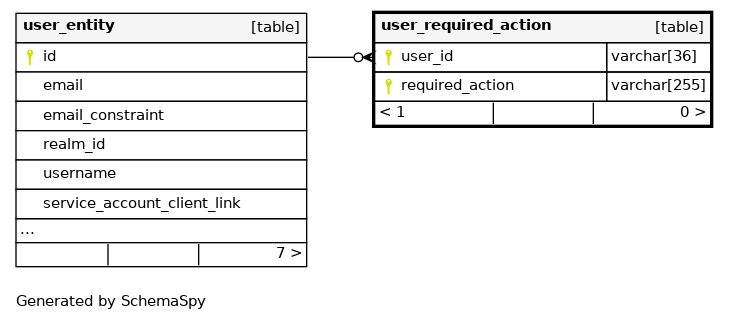 user_entity [table]
id
email
email_constraint
realm_id
username
service_account_client_link
...
7 >
user_required_action [table]
user_id varchar[36]
required_action varchar[255]
< 1 0 >
Generated by SchemaSpy